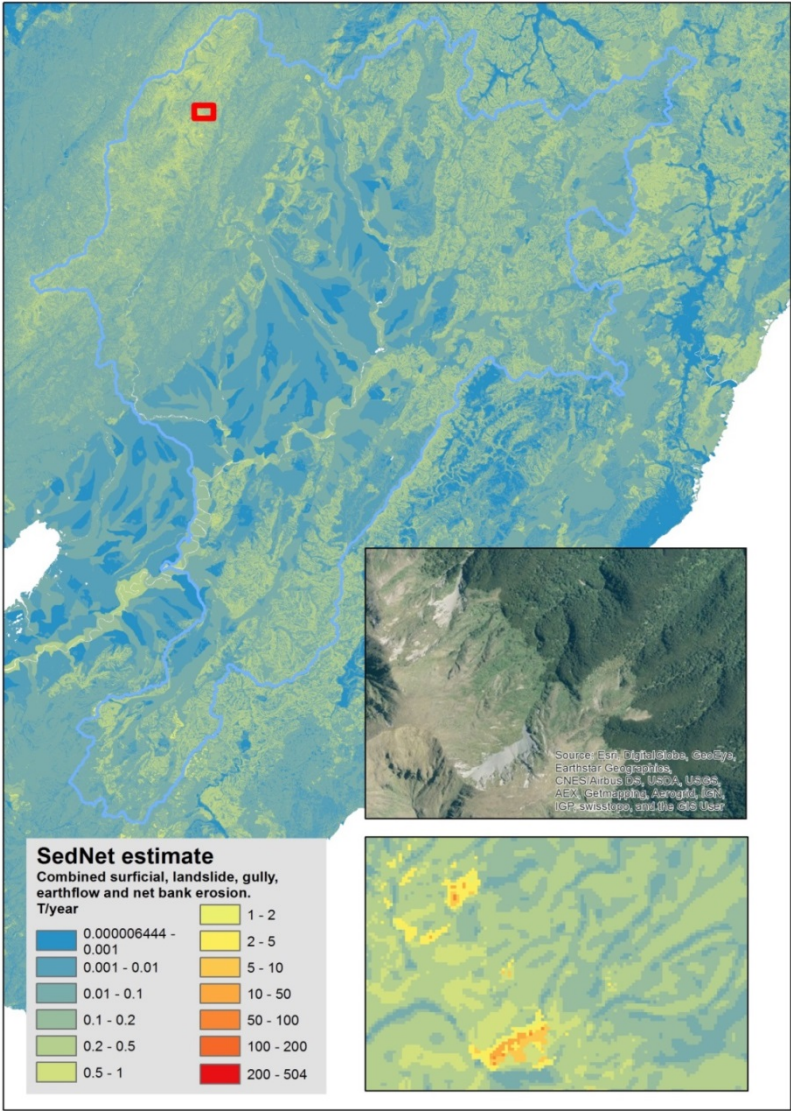 Source: Esri, DigitalGlobe, GeoEye,
Earthstar Geographics,
CNES/Airbus DS, USDA, USGS,
AEX, Getmapping, Aerogrid, IGN,
IGP, swisstopo, and the GIS User
SedNet estimate
Combined surficial, landslide, gully,
earthflow and net bank erosion.
T/year
0.000006444 -
0.001
0.001 - 0.01
0.01 - 0.1
0.1 - 0.2
0.2 - 0.5
0.5 - 1
1 - 2
2 - 5
5 - 10
10 - 50
50 - 100
100 - 200
200 - 504